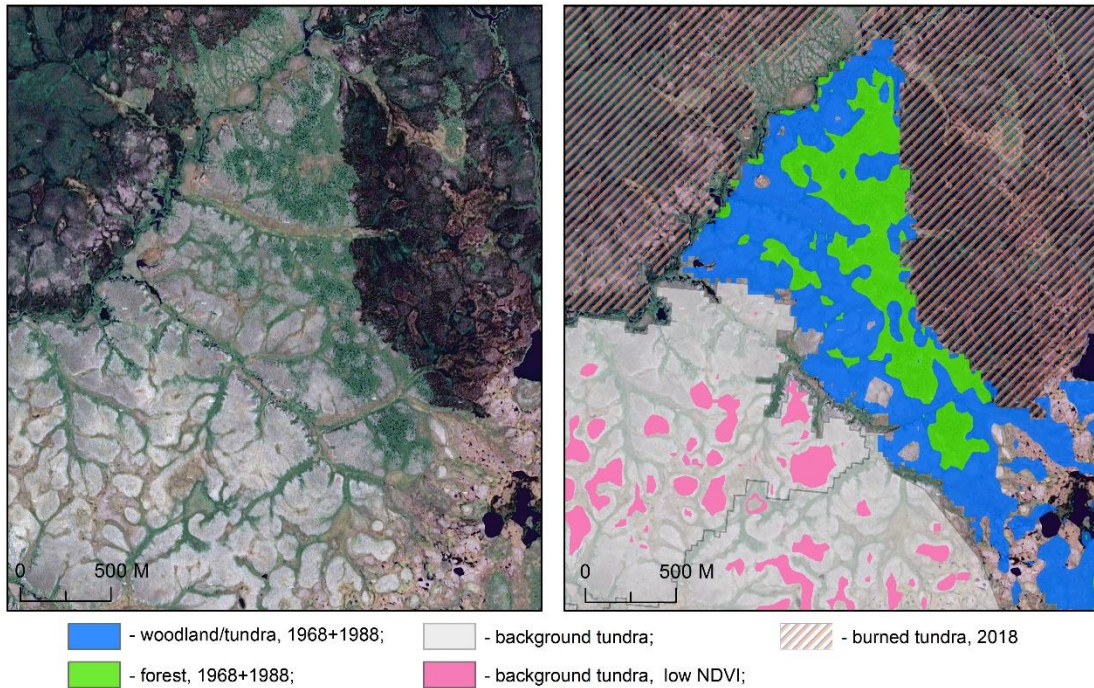 0 500 M
0 500 M
- woodland/tundra, 1968+1988; - background tundra; - burned tundra, 2018
- forest, 1968+1988; - background tundra, low NDVI;